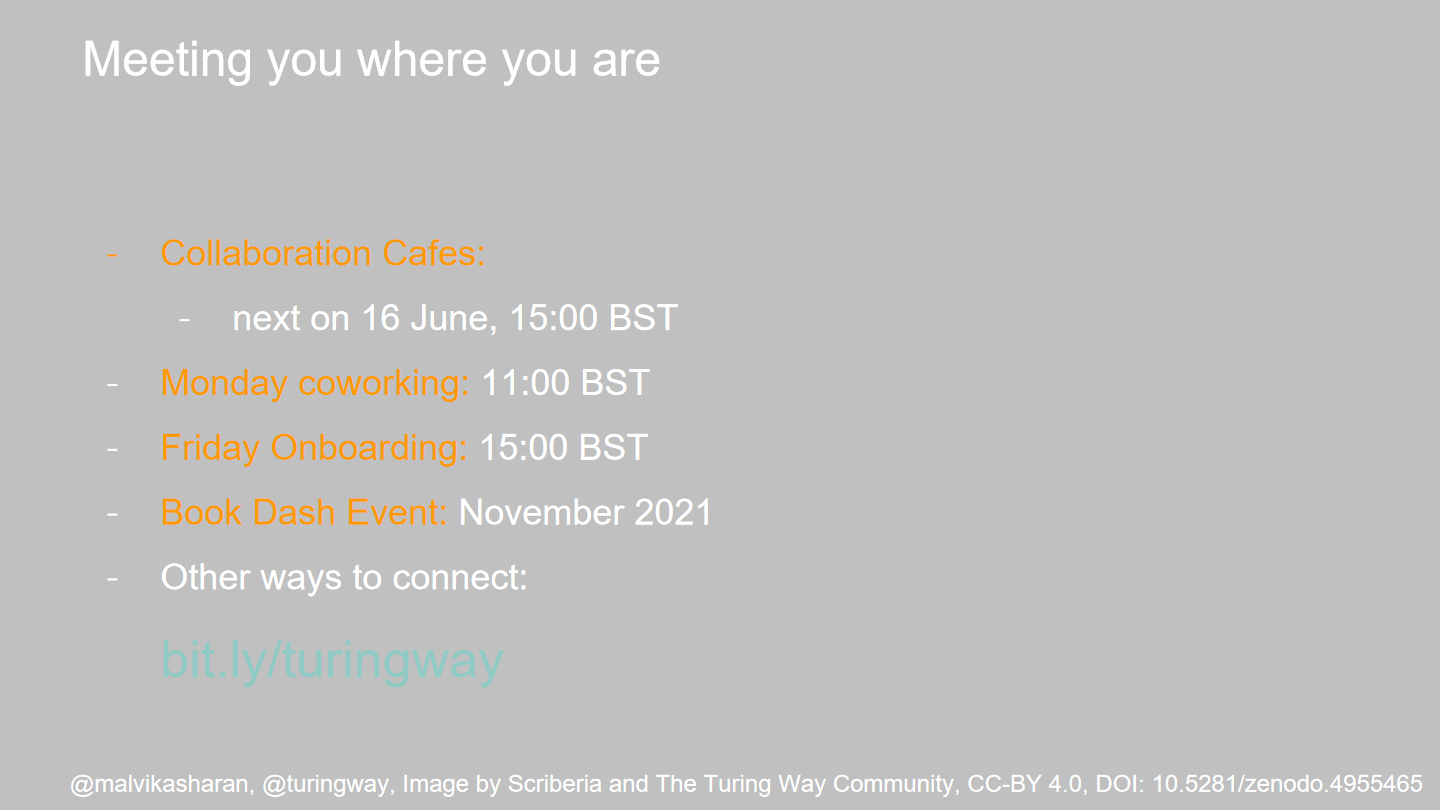 Meeting you where you are
- Collaboration Cafes:
- next on 16 June, 15:00 BST
- Monday coworking: 11:00 BST
- Friday Onboarding: 15:00 BST
- Book Dash Event: November 2021
- Other ways to connect:
bit.ly/turingway
@malvikasharan, @turingway, Image by Scriberia and The Turing Way Community, CC-BY 4.0, DOI: 10.5281/zenodo.4955465